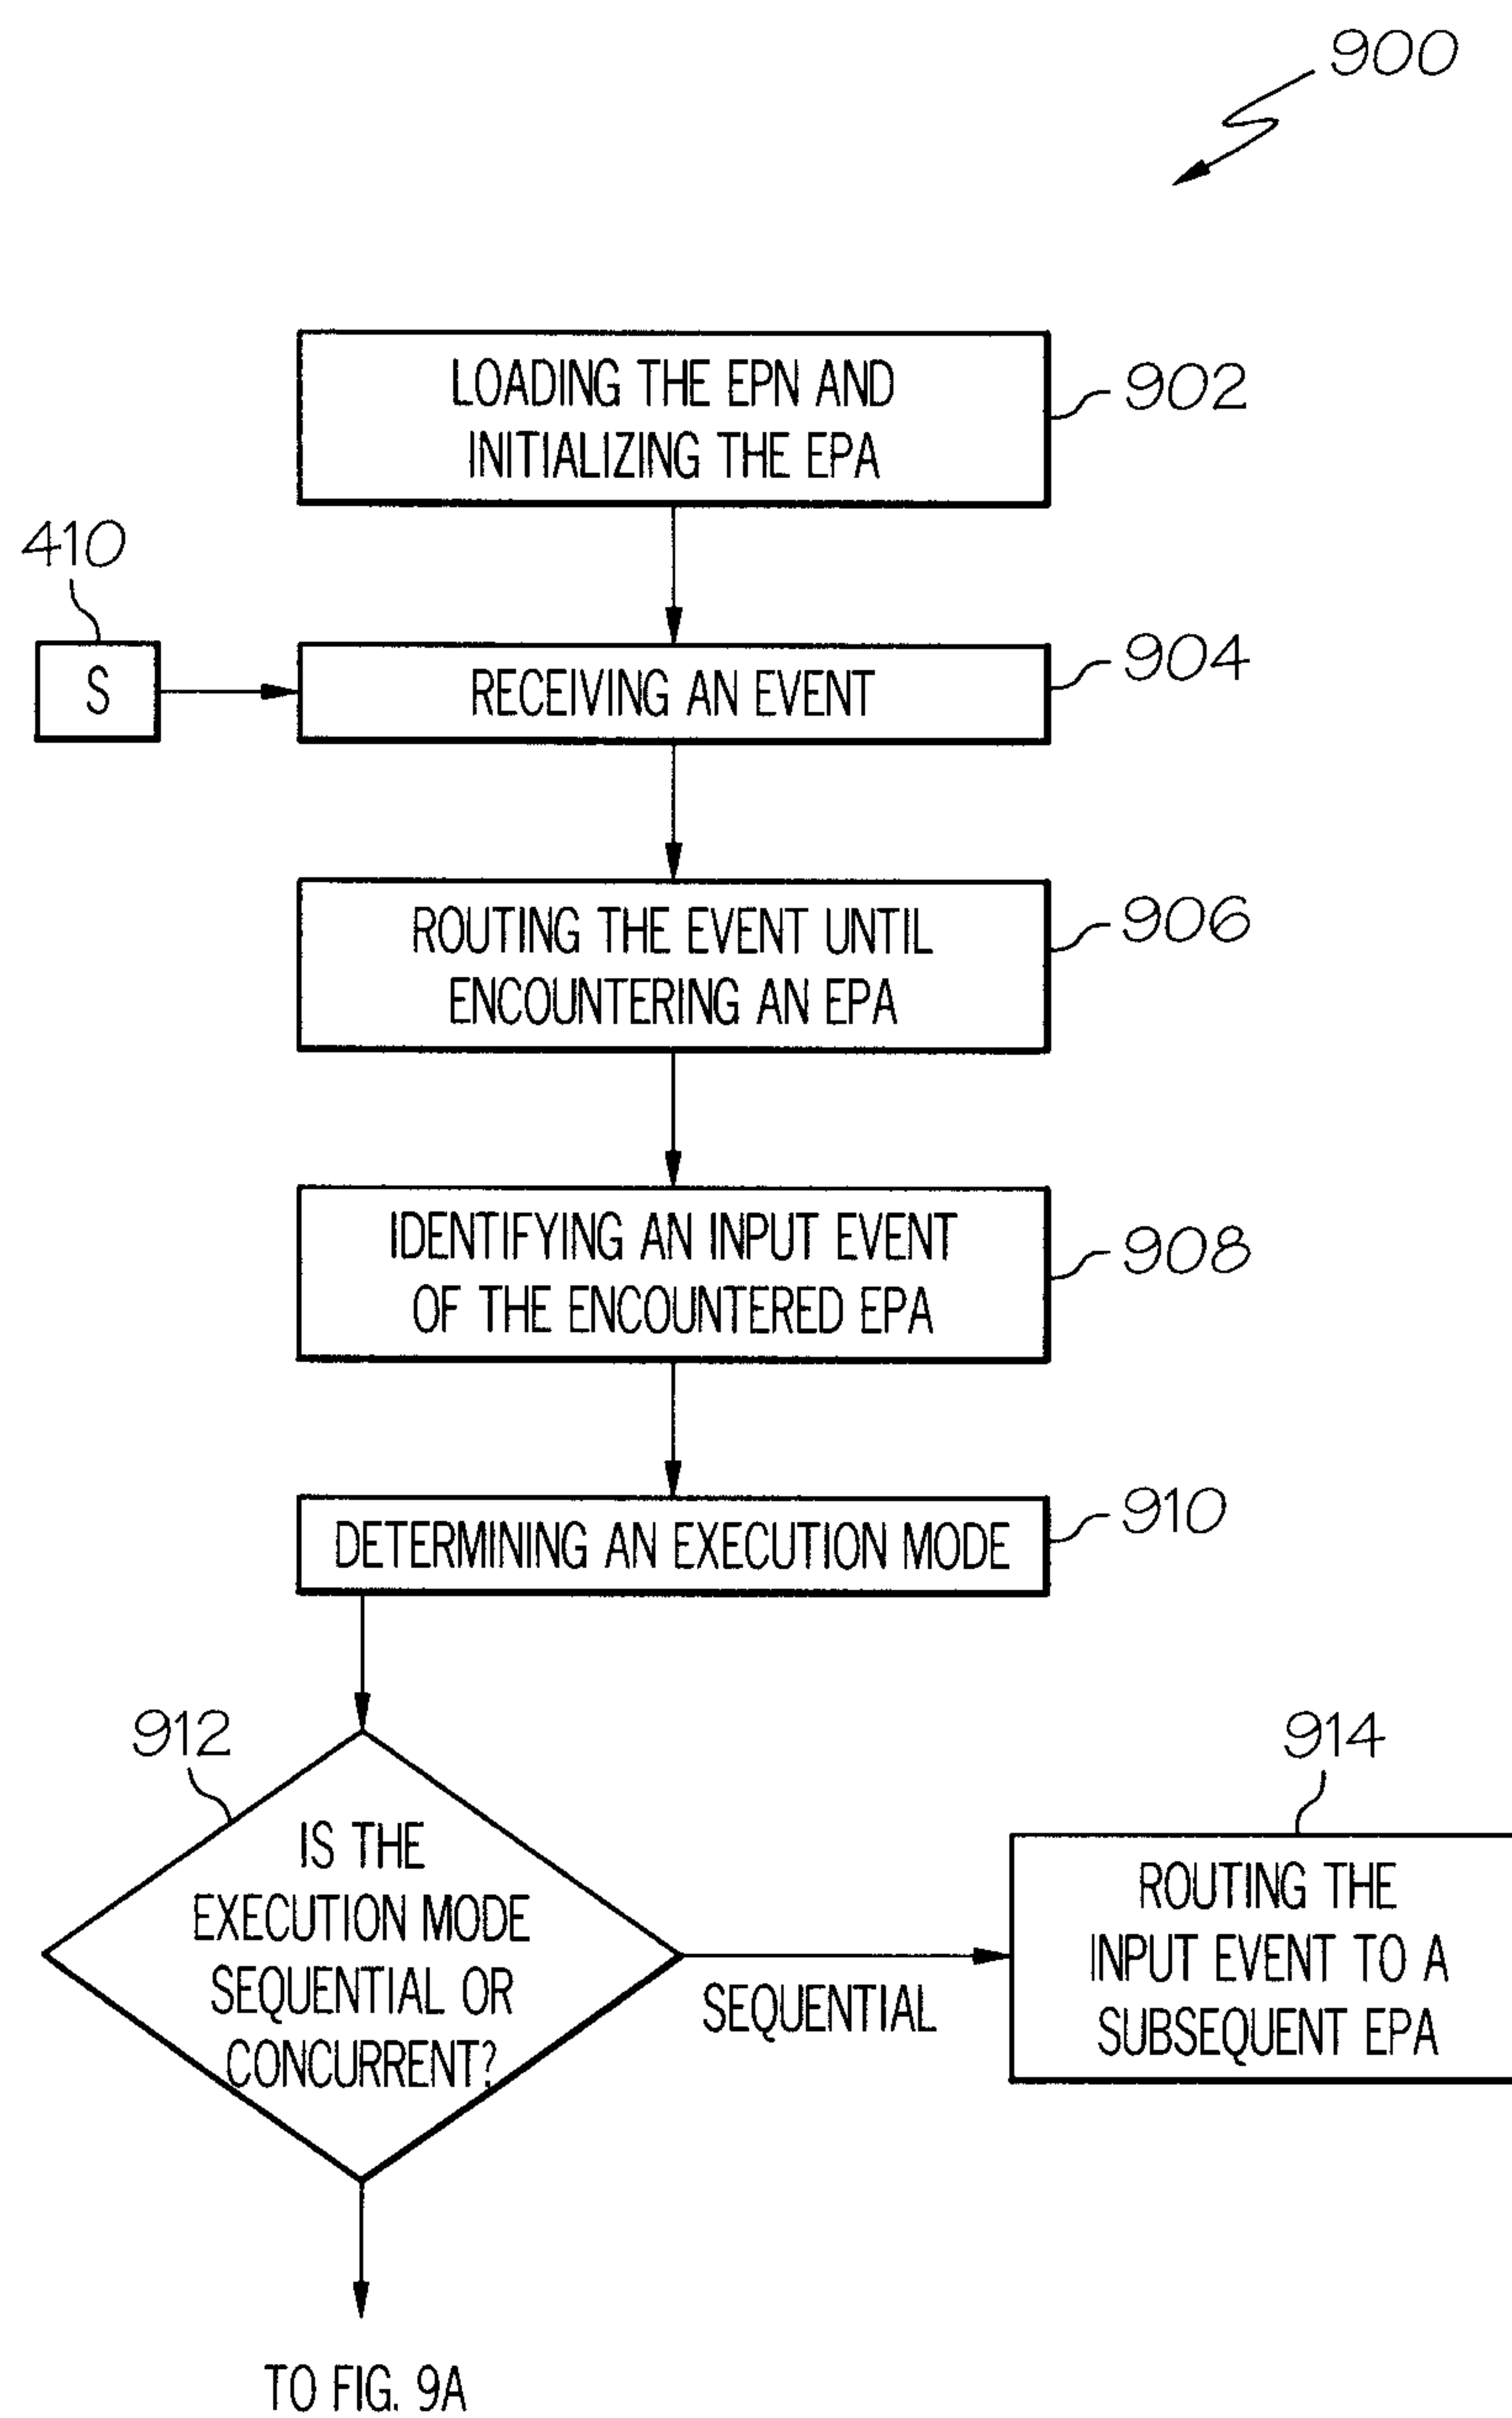 900
LOADING THE EPN AND
INITIALIZING THE EPA
902
410
S
RECEIVING AN EVENT
904
ROUTING THE EVENT UNTIL
ENCOUNTERING AN EPA
906
IDENTIFYING AN INPUT EVENT
OF THE ENCOUNTERED EPA
908
DETERMINING AN EXECUTION MODE
910
912
IS THE
EXECUTION MODE
SEQUENTIAL OR
CONCURRENT?
SEQUENTIAL
914
ROUTING THE
INPUT EVENT TO A
SUBSEQUENT EPA
TO FIG. 9A